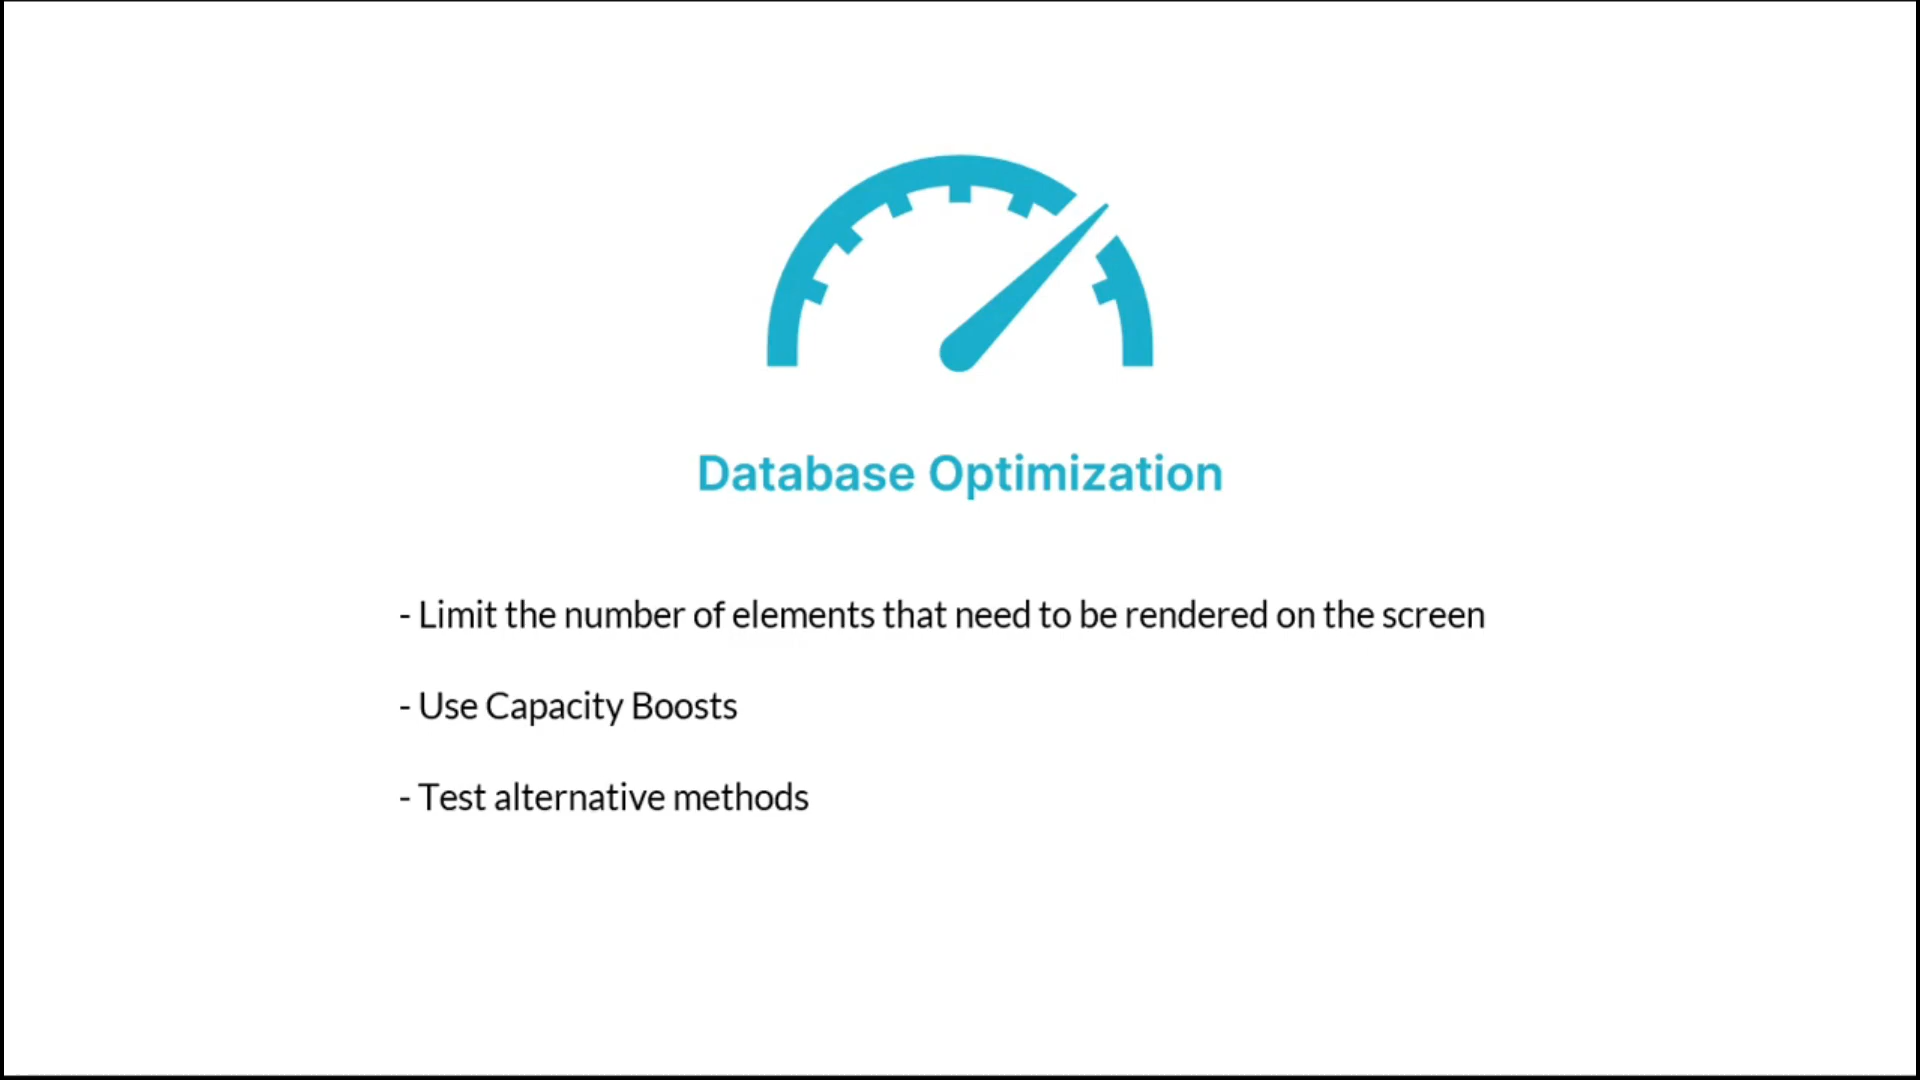 Database Optimization
- Limit the number of elements that need to be rendered on the screen
- Use Capacity Boosts
- Test alternative methods